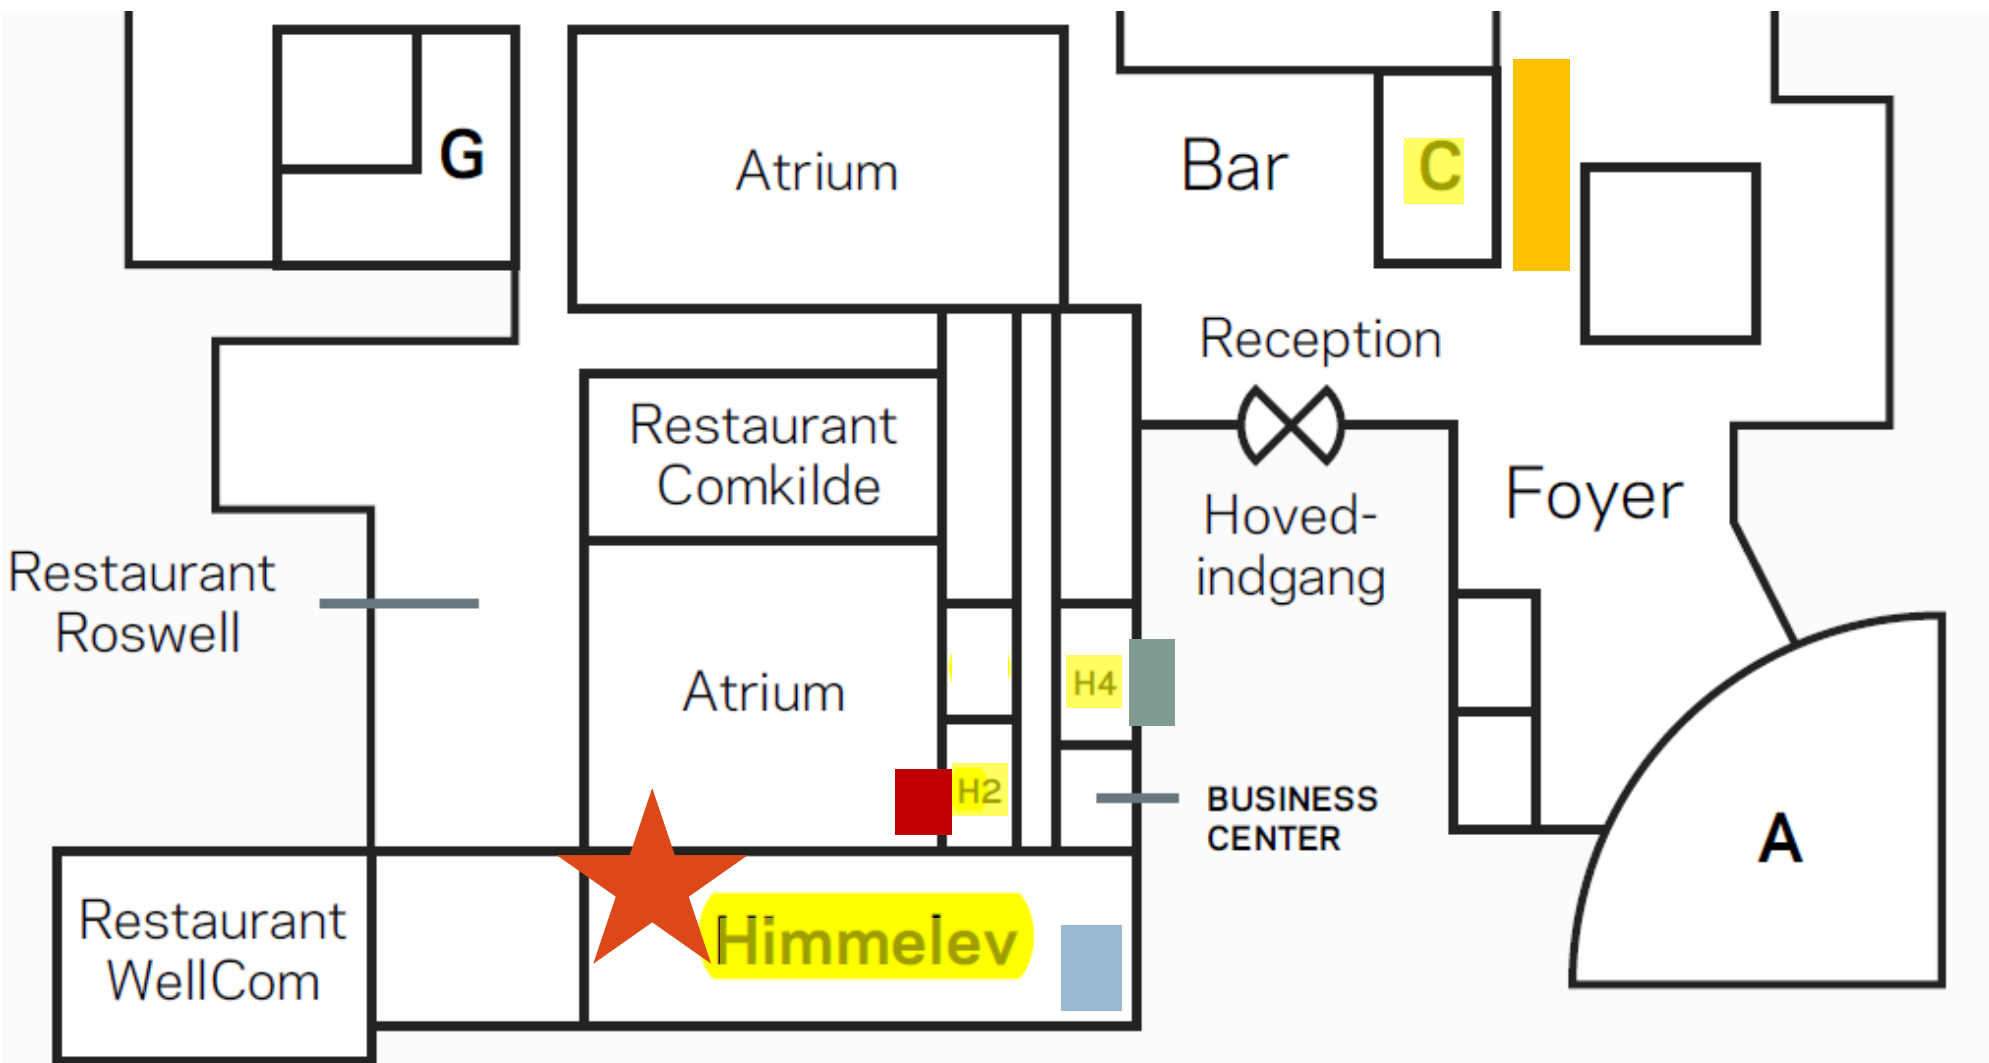 G
Atrium
Bar
C
Reception
Restaurant
Comkilde
Hoved-
indgang
Foyer
Restaurant
Roswell
Atrium
H4
H2
BUSINESS
CENTER
A
Restaurant
WellCom
Himmelev